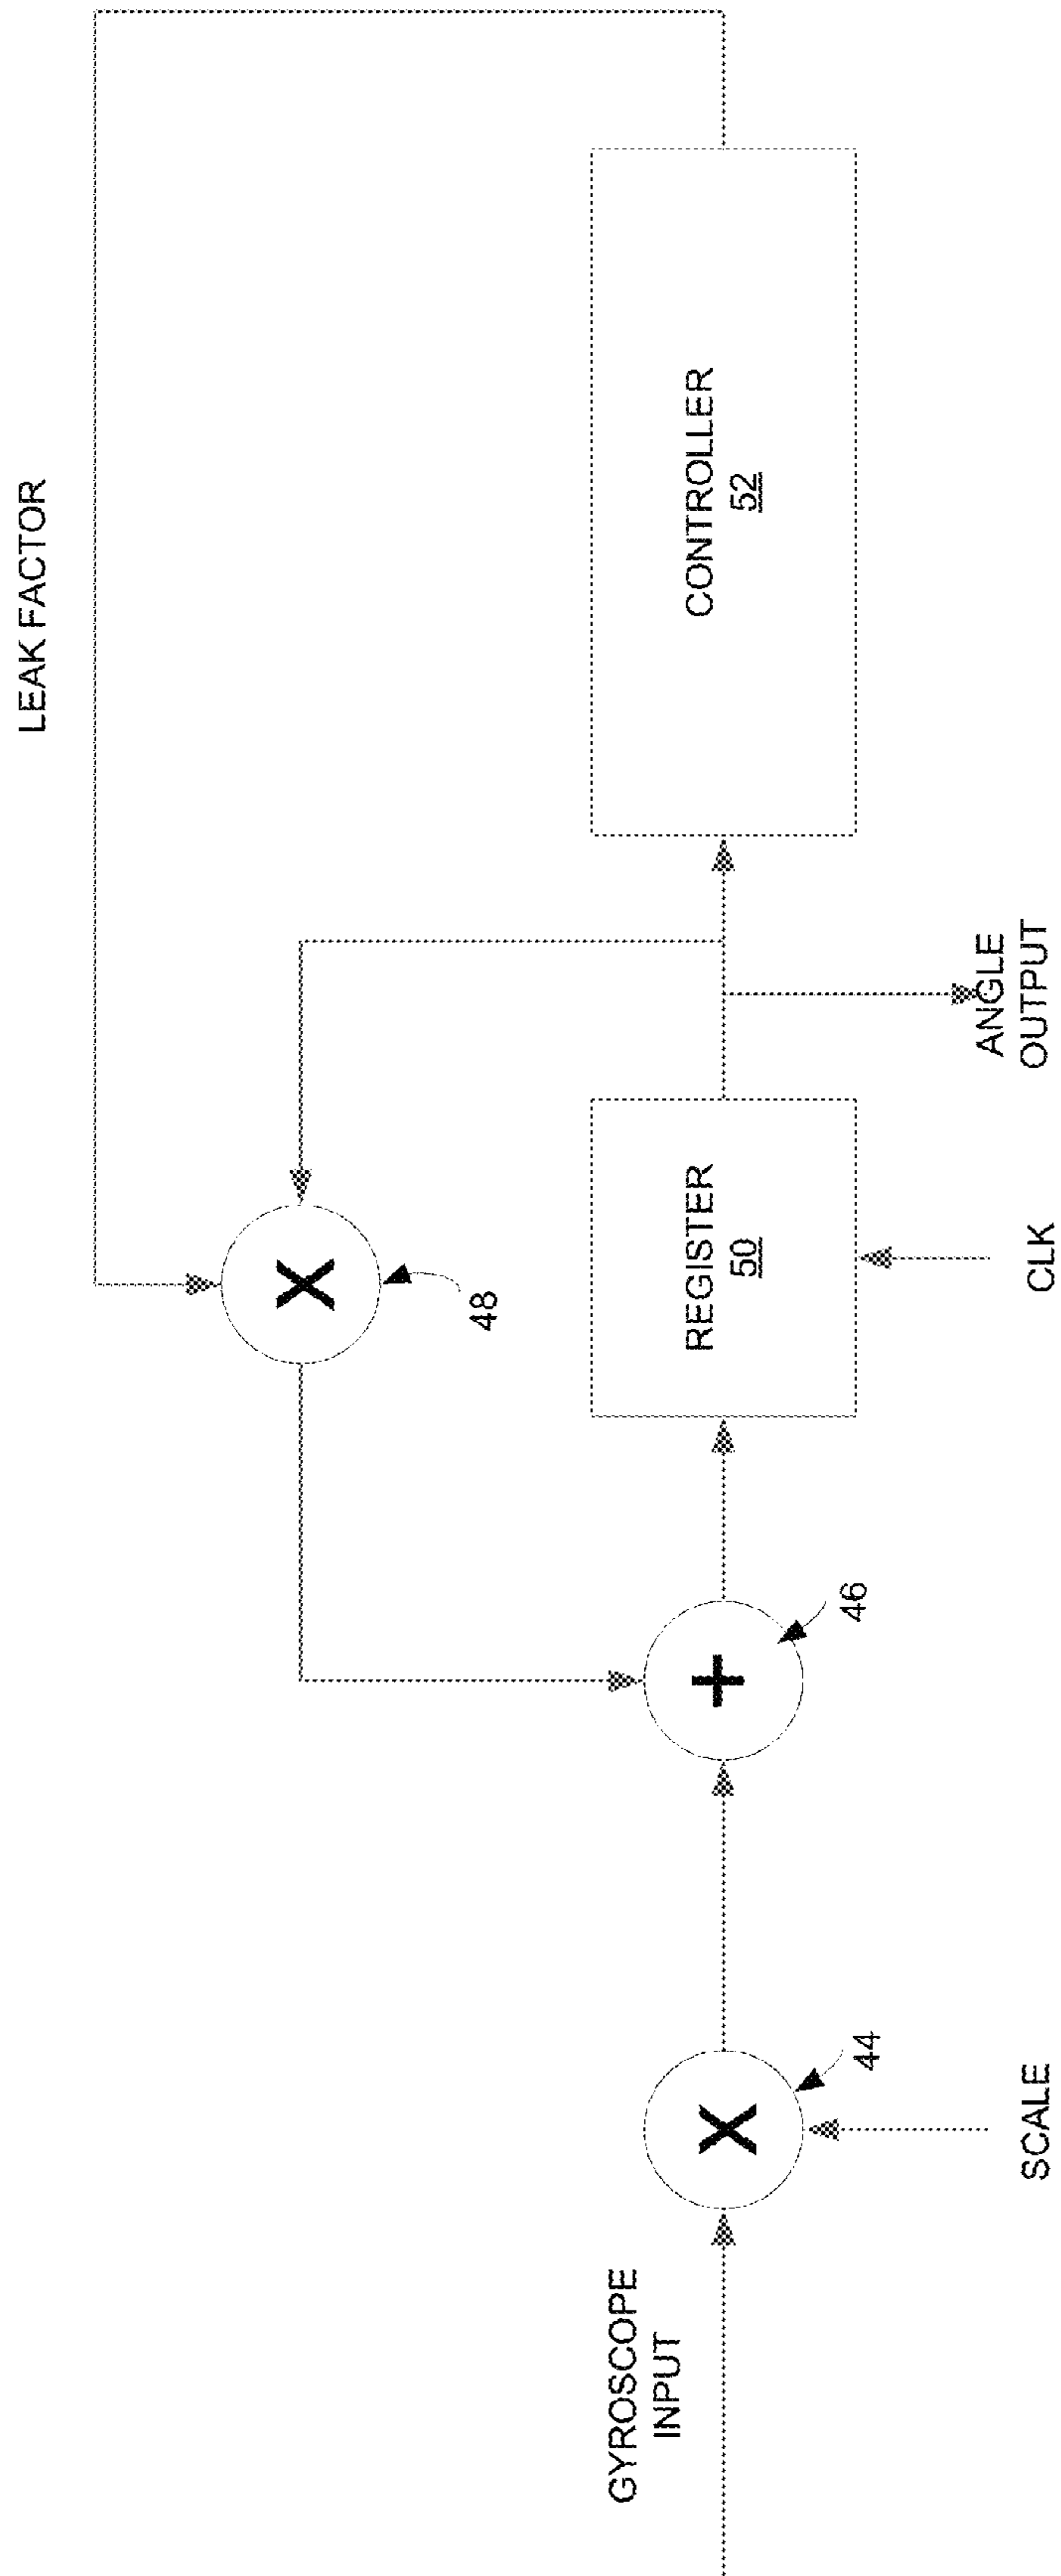 LEAK FACTOR
X
48
GYROSCOPE
INPUT
X
44
SCALE
+
46
REGISTER
50
CLK
ANGLE
OUTPUT
CONTROLLER
52